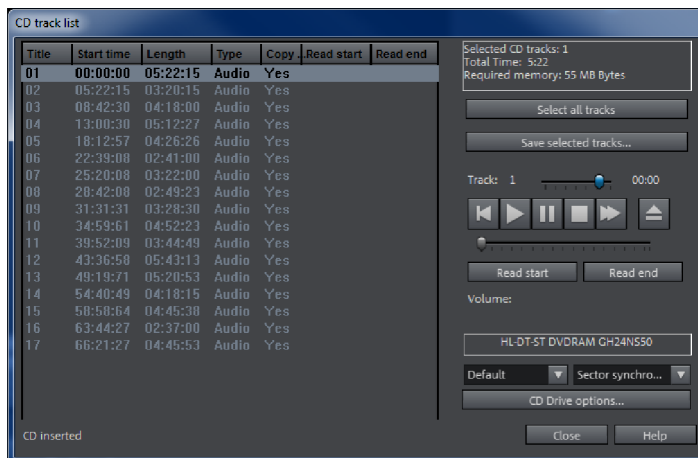 CD track list
Title Start time Length Type Copy ... Read start Read end
01 00:00:00 05:22:15 Audio Yes
02 05:22:15 03:20:15 Audio Yes
03 08:42:30 04:18:00 Audio Yes
04 13:00:30 05:12:27 Audio Yes
05 18:12:57 04:26:26 Audio Yes
06 22:39:08 02:41:00 Audio Yes
07 25:20:08 03:22:00 Audio Yes
08 28:42:08 02:49:23 Audio Yes
09 31:31:31 03:28:30 Audio Yes
10 34:59:61 04:52:23 Audio Yes
11 39:52:09 03:44:49 Audio Yes
12 43:36:58 05:43:13 Audio Yes
13 49:19:71 05:20:53 Audio Yes
14 54:40:49 04:18:15 Audio Yes
15 58:58:64 04:45:38 Audio Yes
16 63:44:27 02:37:00 Audio Yes
17 66:21:27 04:45:53 Audio Yes
CD inserted
Selected CD tracks: 1
Total Time: 5:22
Required memory: 55 MB Bytes
Select all tracks
Save selected tracks...
Track: 1 00:00
Read start Read end
Volume:
HL-DT-ST DVDRAM GH24NS50
Default Sector synchro...
CD Drive options...
Close Help